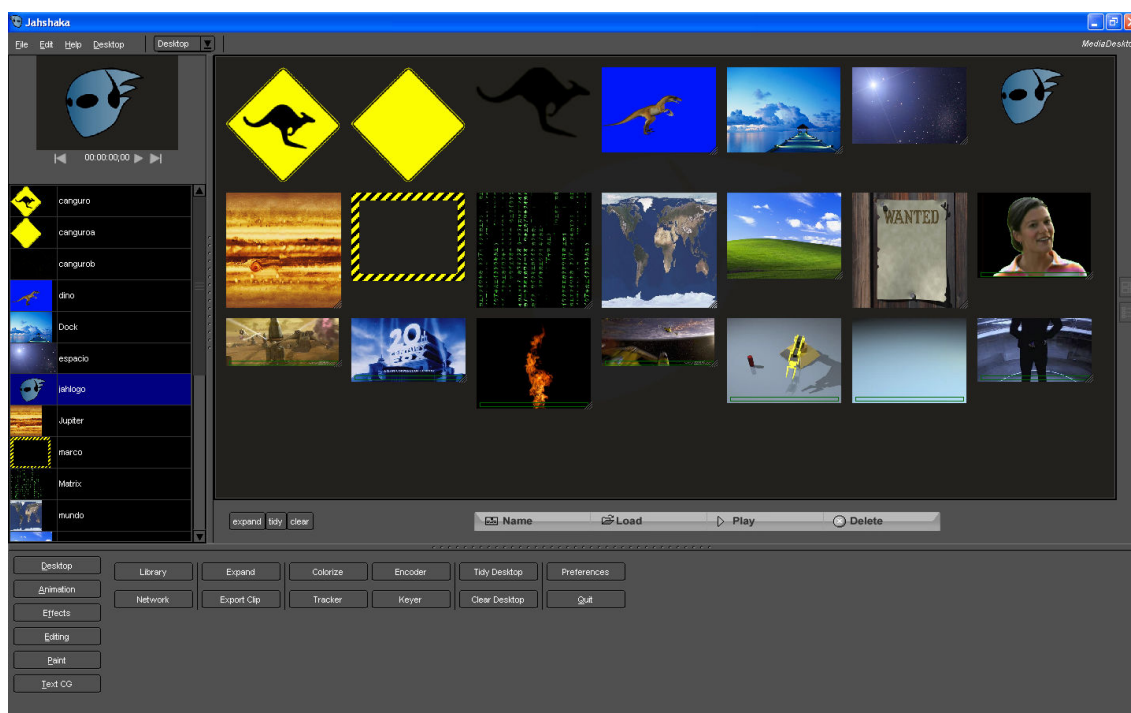 Jahshaka
File Edit Help Desktop Desktop
MediaDeskto
00:00:00;00
canguro
canguroa
cangurob
dino
Dock
espacio
jahlogo
Jupiter
marco
Matrix
mundo
WANTED
20
CENTURY
FOX
expand tidy clear
Name Load Play Delete
Desktop
Animation
Effects
Editing
Paint
Text CG
Library Expand Colorize Encoder Tidy Desktop Preferences
Network Export Clip Tracker Keyer Clear Desktop Quit